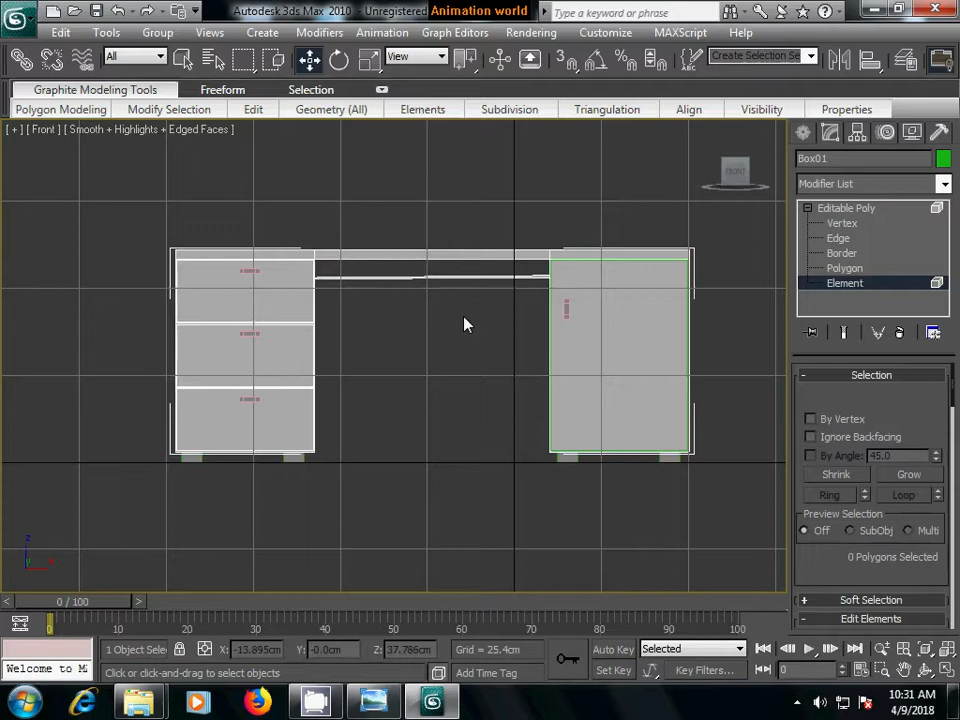 Autodesk 3ds Max 2010 - Unregistered
Animation world
Type a keyword or phrase
Edit Tools Group Views Create Modifiers Animation Graph Editors Rendering Customize MAXScript Help
All View Create Selection Se
Graphite Modeling Tools Freeform Selection
Polygon Modeling Modify Selection Edit Geometry (All) Elements Subdivision Triangulation Align Visibility Properties
[ + ] [ Front ] [ Smooth + Highlights + Edged Faces ]
FRONT
Box01
Modifier List
Editable Poly
Vertex
Edge
Border
Polygon
Element
- Selection
By Vertex
Ignore Backfacing
By Angle: 45.0
Shrink Grow
Ring Loop
Preview Selection
Off SubObj Multi
0 Polygons Selected
+ Soft Selection
- Edit Elements
z
x
< 0 / 100 >
0 10 20 30 40 50 60 70 80 90 100
1 Object Selec X: -13.895cm Y: -0.0cm Z: 37.786cm Grid = 25.4cm Auto Key Selected
Welcome to M Click or click-and-drag to select objects Add Time Tag Set Key Key Filters... 0
10:31 AM
4/9/2018